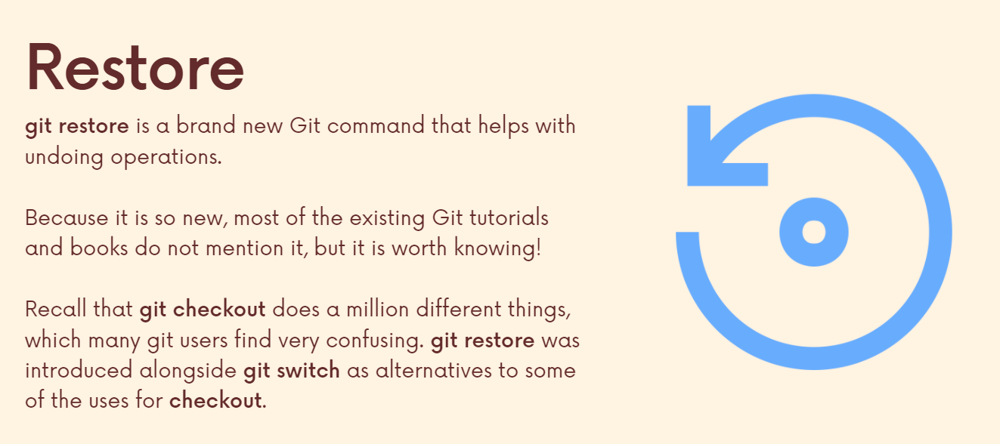 Restore
git restore is a brand new Git command that helps with
undoing operations.
Because it is so new, most of the existing Git tutorials
and books do not mention it, but it is worth knowing!
Recall that git checkout does a million different things,
which many git users find very confusing. git restore was
introduced alongside git switch as alternatives to some
of the uses for checkout.